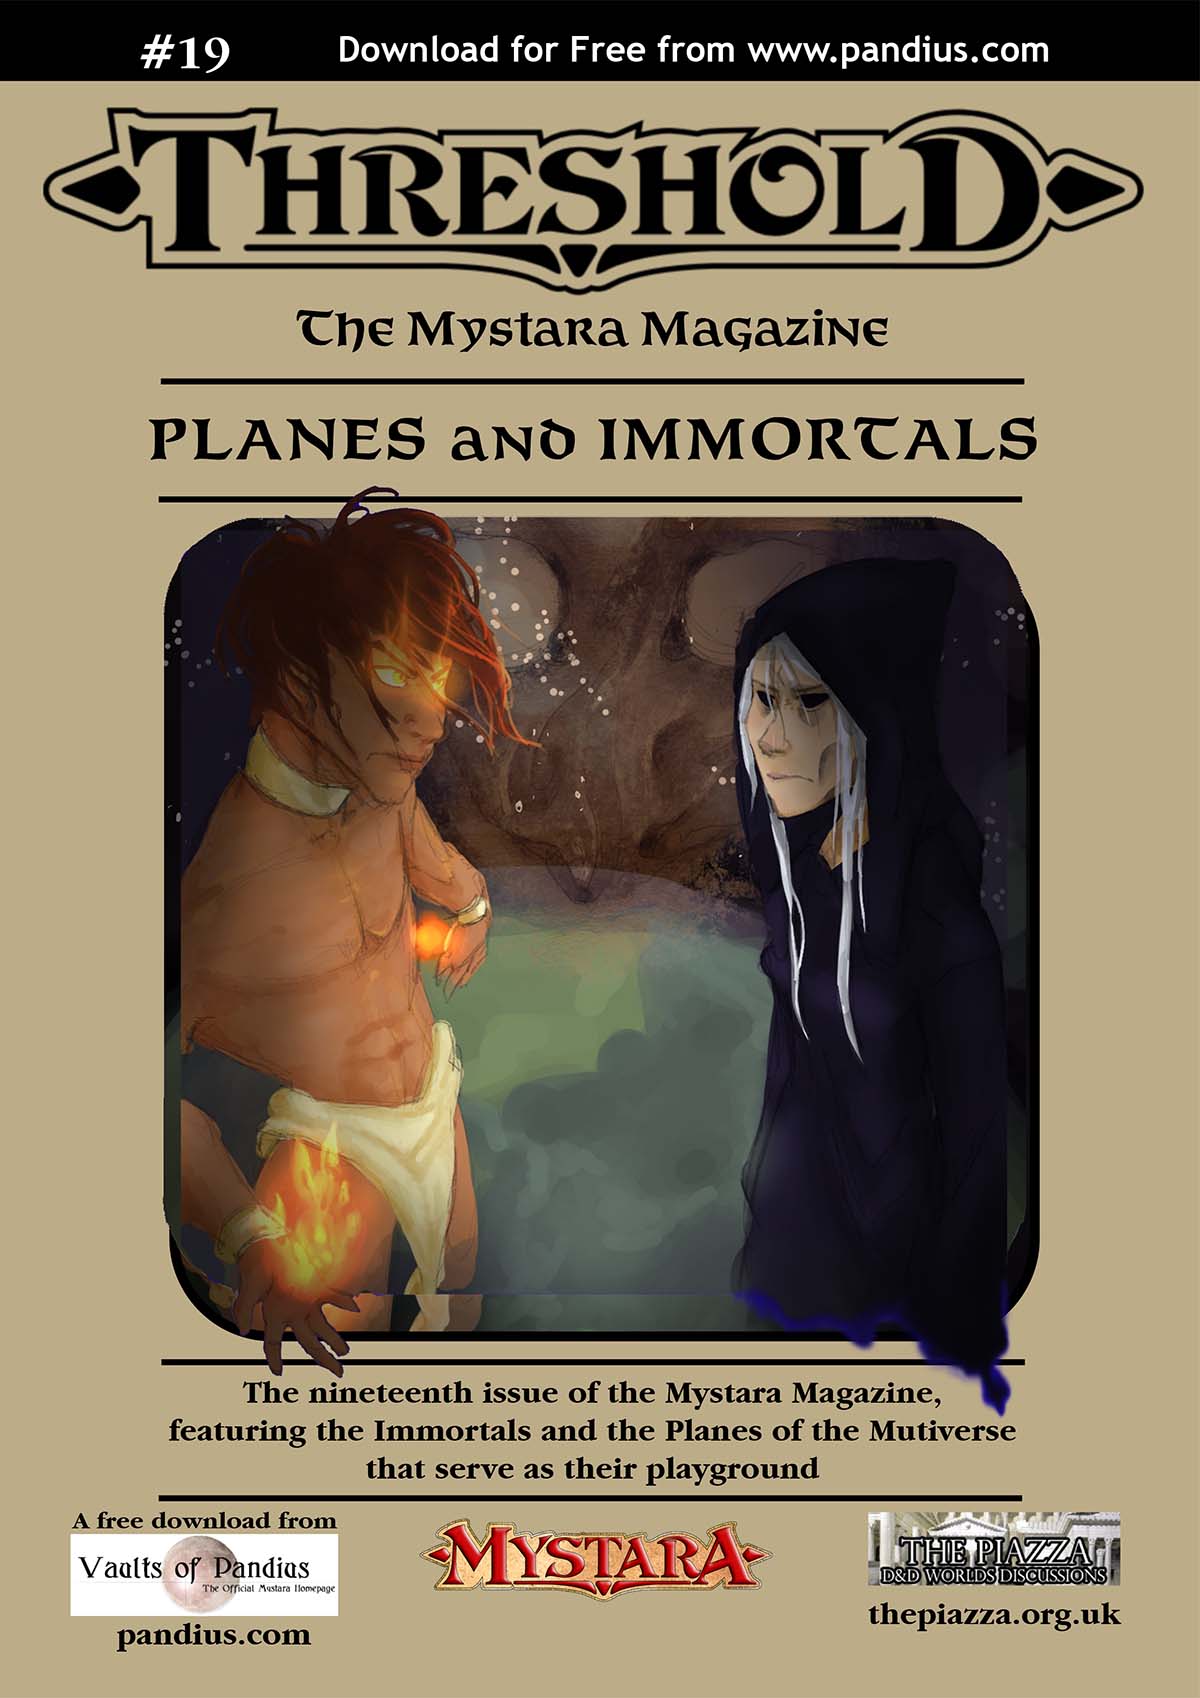 #19 Download for Free from www.pandius.com
THRESHOLD
The Mystara Magazine
PLANES and IMMORTALS
The nineteenth issue of the Mystara Magazine,
featuring the Immortals and the Planes of the Mutiverse
that serve as their playground
A free download from
Vaults of Pandius
The Official Mystara Homepage
pandius.com
MYSTARA
THE PIAZZA
D&D WORLDS DISCUSSIONS
thepiazza.org.uk